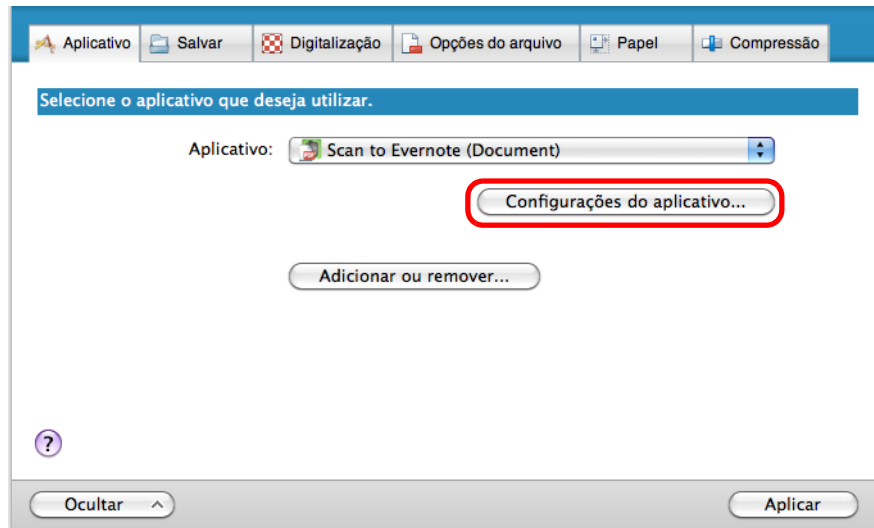 Aplicativo Salvar Digitalização Opções do arquivo Papel Compressão
Selecione o aplicativo que deseja utilizar.
Aplicativo: Scan to Evernote (Document)
Configurações do aplicativo...
Adicionar ou remover...
?
Ocultar Aplicar